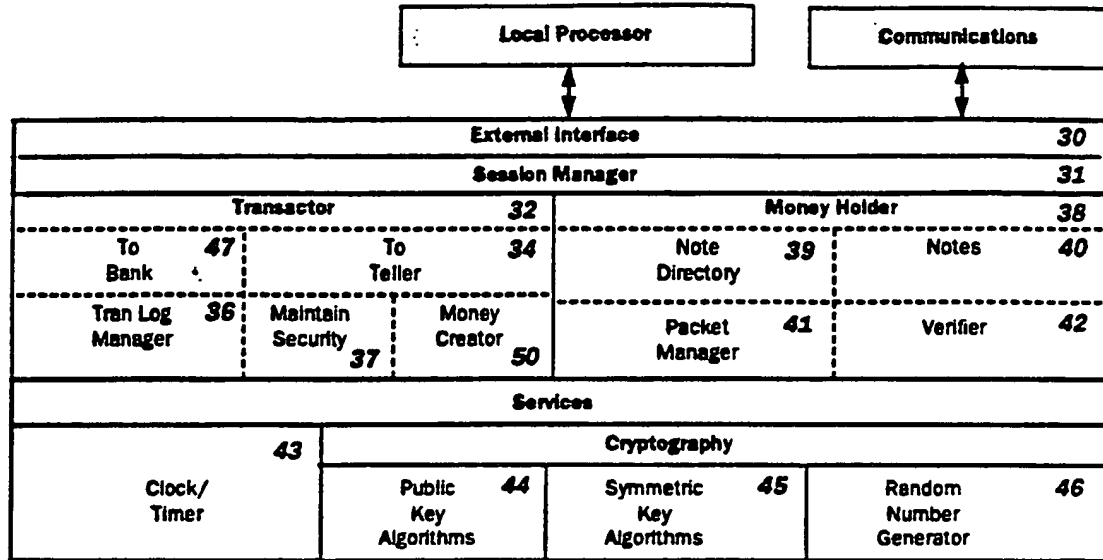 Local Processor
Communications
External Interface 30
Session Manager 31
Transactor 32
Money Holder 38
To Bank 47
To Teller 34
Note Directory 39
Notes 40
Tran Log Manager 36
Maintain Security 37
Money Creator 50
Packet Manager 41
Verifier 42
Services
43
Clock/
Timer
Cryptography
Public 44
Key
Algorithms
Symmetric 45
Key
Algorithms
Random 46
Number
Generator